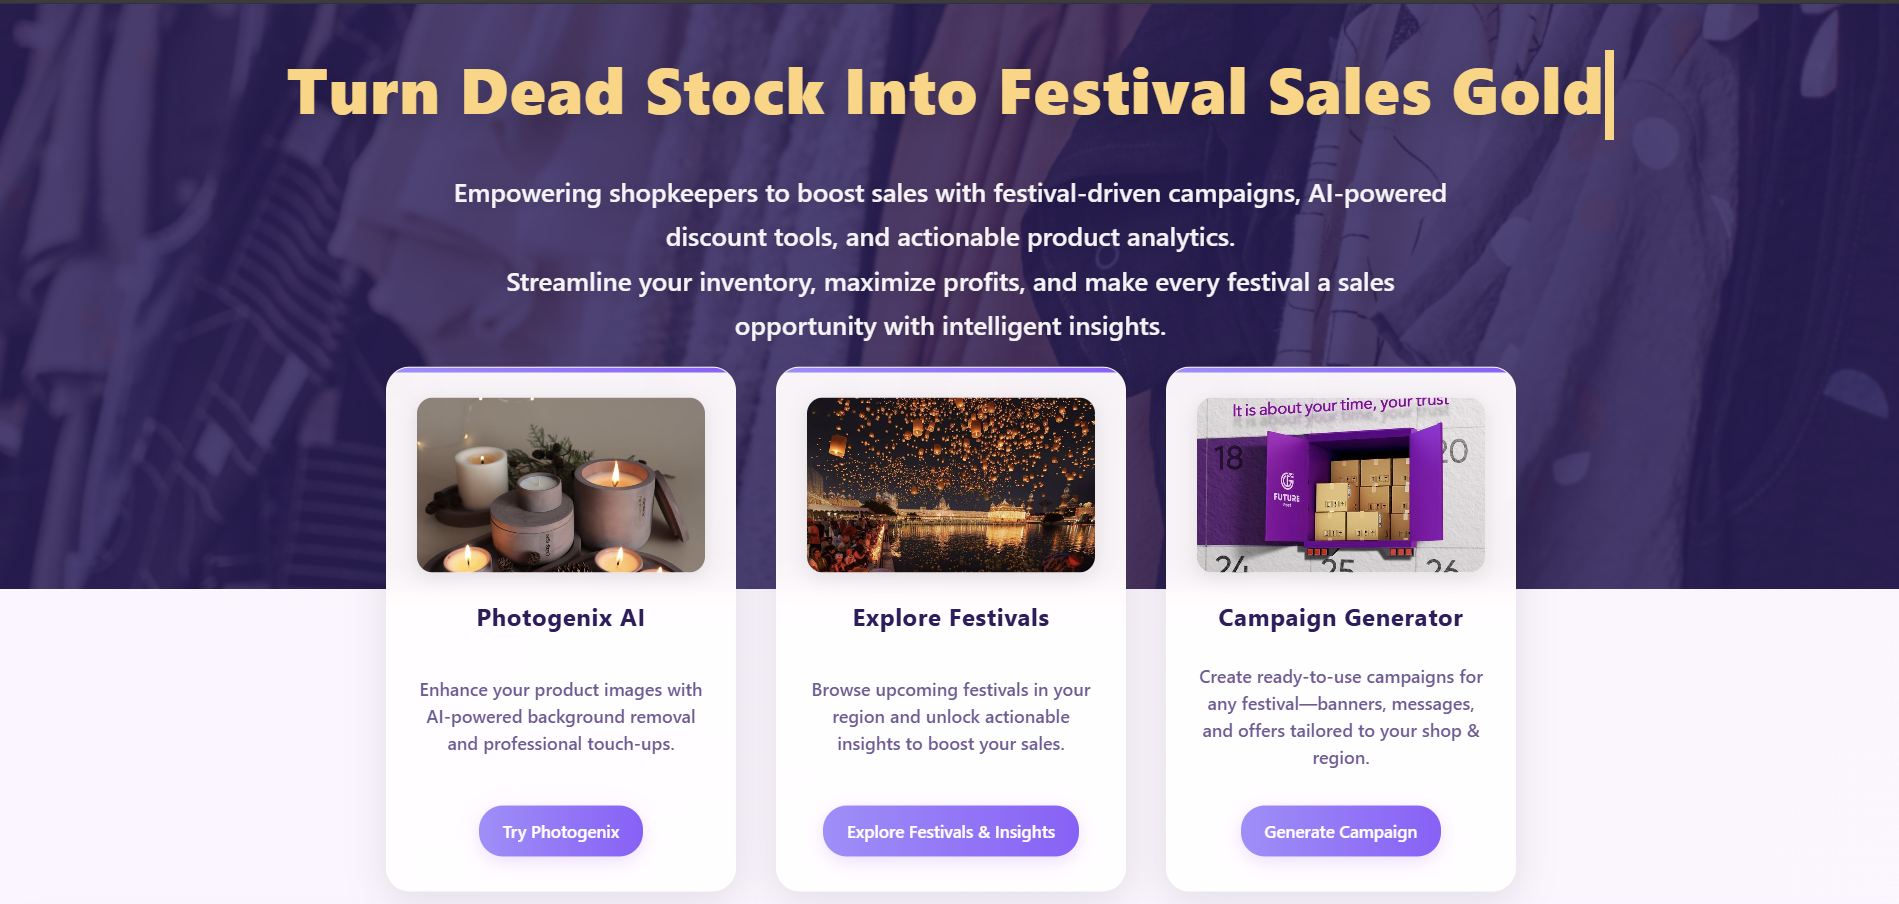 Turn Dead Stock Into Festival Sales Gold
Empowering shopkeepers to boost sales with festival-driven campaigns, AI-powered
discount tools, and actionable product analytics.
Streamline your inventory, maximize profits, and make every festival a sales
opportunity with intelligent insights.
It is about your time, your trust
18
20
FUTURE
24
25
26
Photogenix AI
Enhance your product images with
AI-powered background removal
and professional touch-ups.
Try Photogenix
Explore Festivals
Browse upcoming festivals in your
region and unlock actionable
insights to boost your sales.
Explore Festivals & Insights
Campaign Generator
Create ready-to-use campaigns for
any festival—banners, messages,
and offers tailored to your shop &
region.
Generate Campaign